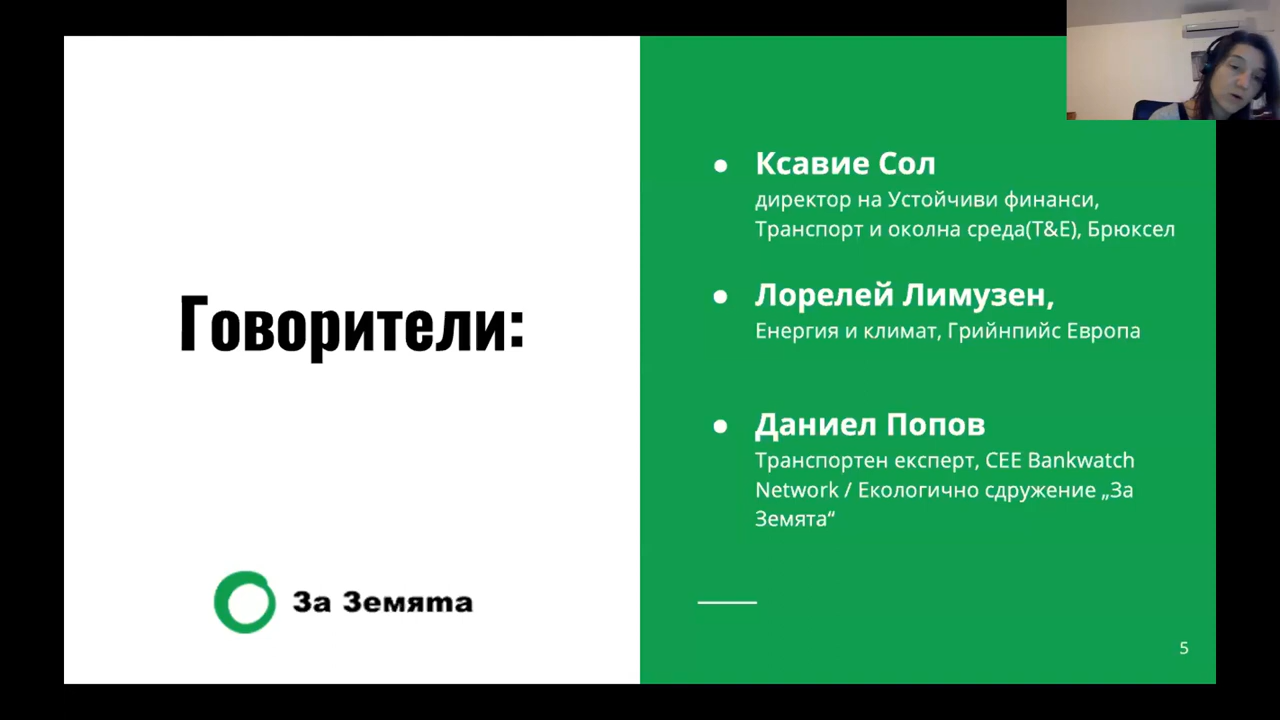 Говорители:
За Земята
Ксавие Сол
директор на Устойчиви финанси,
Транспорт и околна среда(T&E), Брюксел
Лорелей Лимузен,
Енергия и климат, Грийнпийс Европа
Даниел Попов
Транспортен експерт, CEE Bankwatch
Network / Екологично сдружение „За
Земята“
5